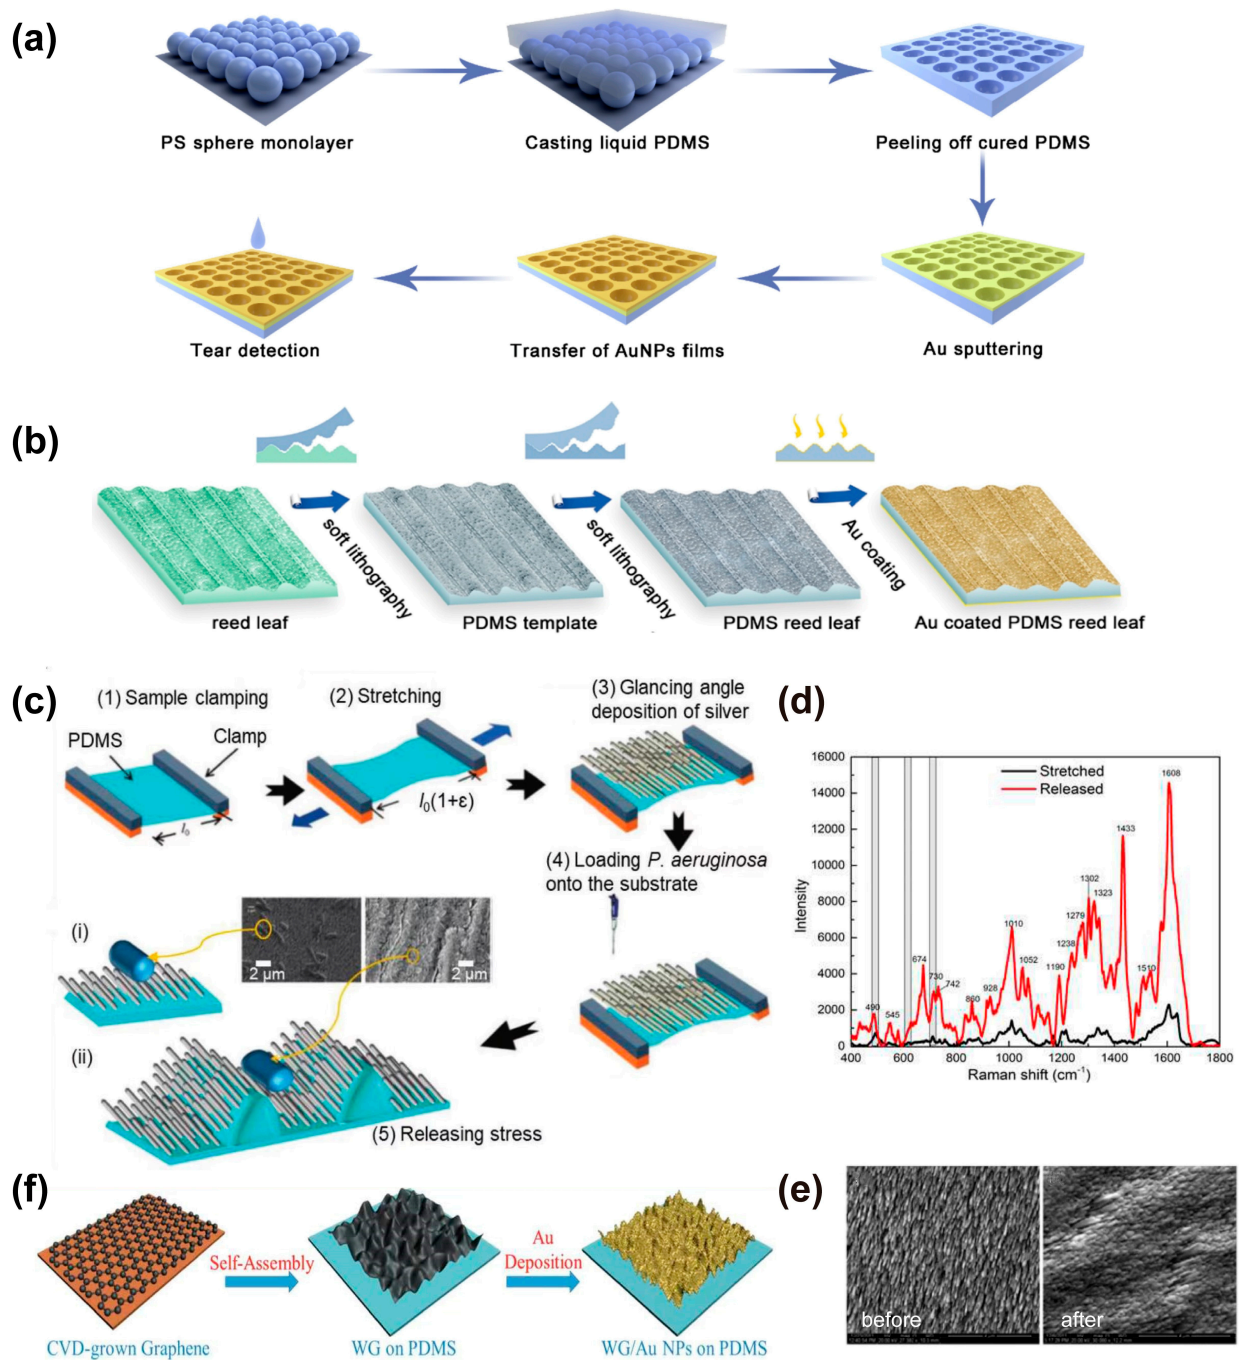 (a)
PS sphere monolayer
Casting liquid PDMS
Peeling off cured PDMS
Tear detection
Transfer of AuNPs films
Au sputtering
(b)
soft lithography
soft lithography
Au coating
reed leaf
PDMS template
PDMS reed leaf
Au coated PDMS reed leaf
(c)
(1) Sample clamping
PDMS
Clamp
l₀
(2) Stretching
l₀(1+ε)
(3) Glancing angle
deposition of silver
(4) Loading P. aeruginosa
onto the substrate
(i)
2 μm
2 μm
(ii)
(5) Releasing stress
(d)
Stretched
Released
Intensity
16000
14000
12000
10000
8000
6000
4000
2000
0
490
545
674
730
742
860
928
1010
1052
1190
1238
1279
1302
1323
1433
1510
1608
400
600
800
1000
1200
1400
1600
1800
Raman shift (cm⁻¹)
(f)
Self-Assembly
Au
Deposition
CVD-grown Graphene
WG on PDMS
WG/Au NPs on PDMS
(e)
before
after